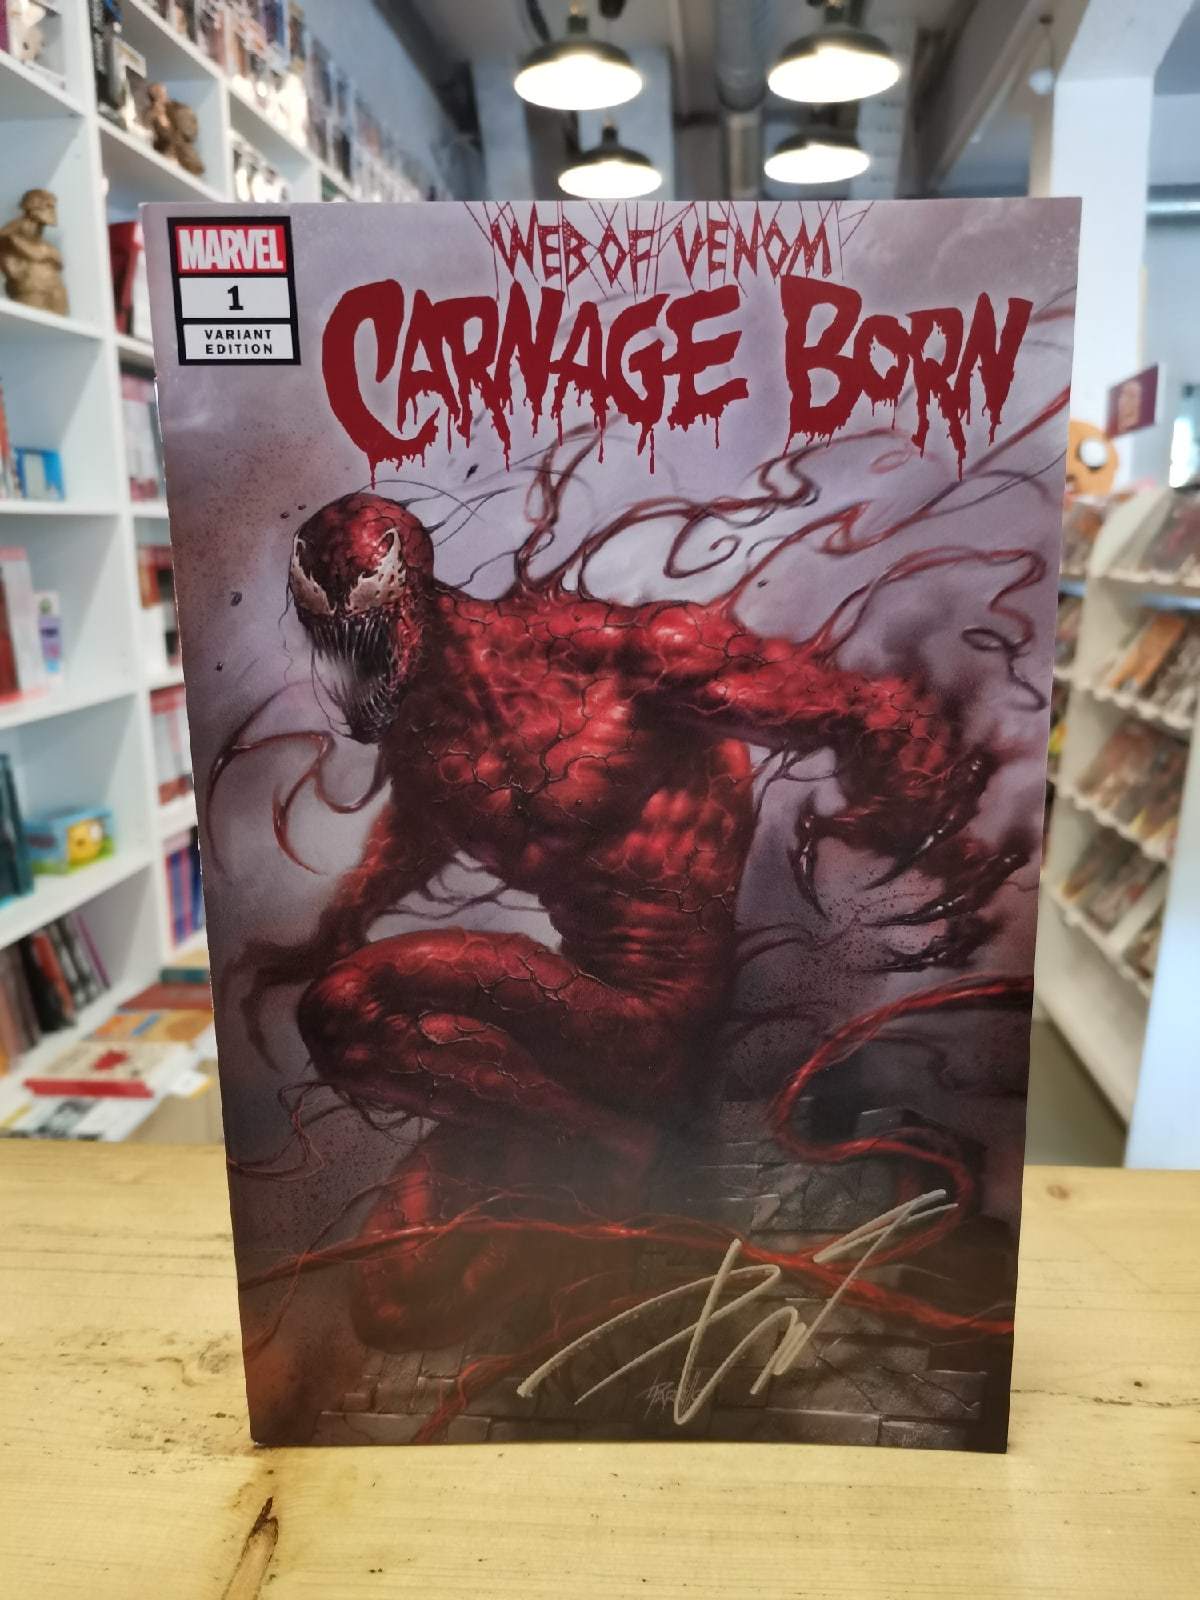 MARVEL
1
VARIANT
EDITION
WEB OF VENOM
CARNAGE BORN